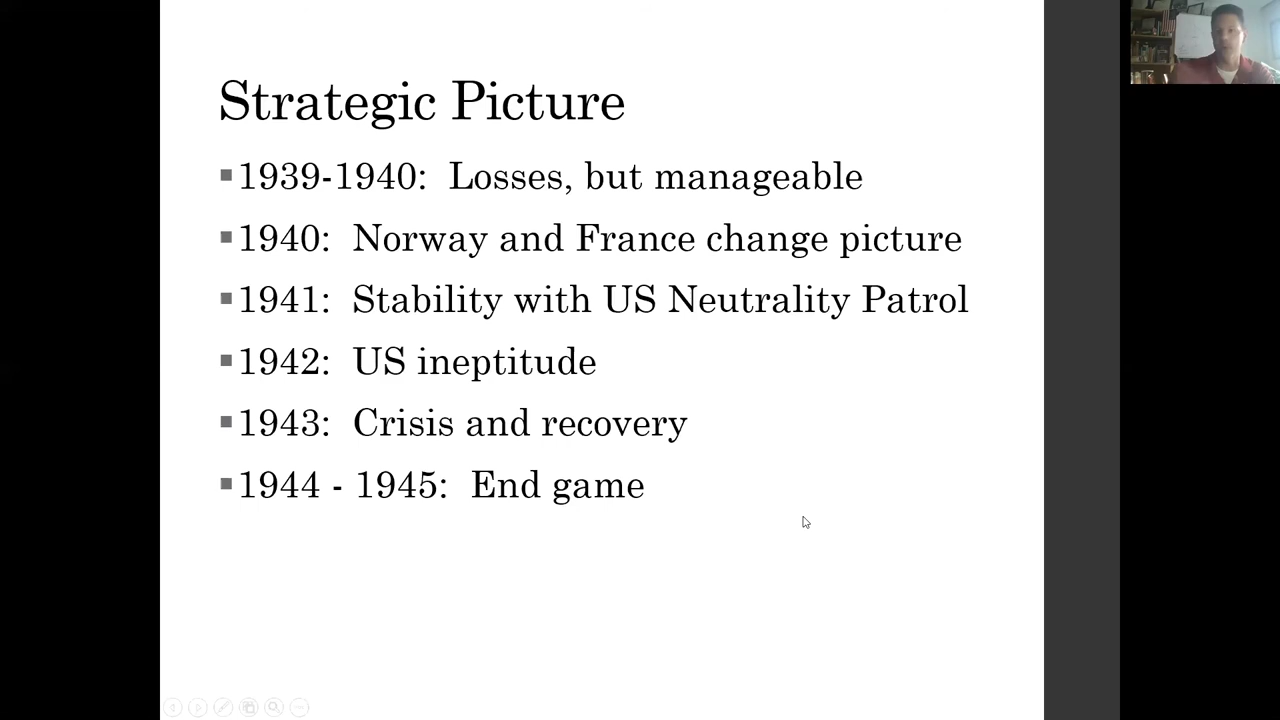 Strategic Picture
▪1939-1940:  Losses, but manageable
▪1940:  Norway and France change picture
▪1941:  Stability with US Neutrality Patrol
▪1942:  US ineptitude
▪1943:  Crisis and recovery
▪1944 - 1945:  End game